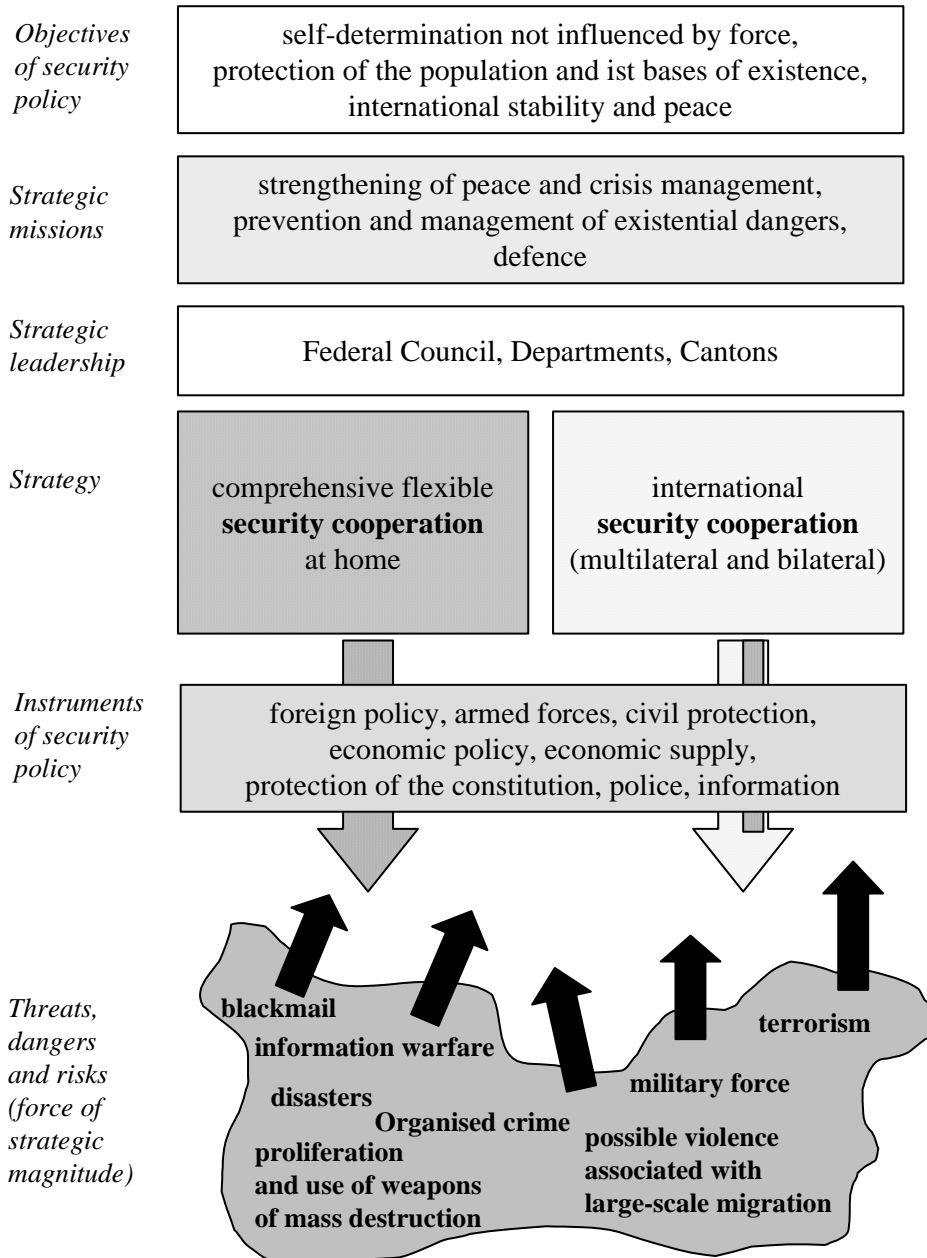 Objectives
of security
policy
self-determination not influenced by force,
protection of the population and ist bases of existence,
international stability and peace
Strategic
missions
strengthening of peace and crisis management,
prevention and management of existential dangers,
defence
Strategic
leadership
Federal Council, Departments, Cantons
Strategy
comprehensive flexible
security cooperation
at home
international
security cooperation
(multilateral and bilateral)
Instruments
of security
policy
foreign policy, armed forces, civil protection,
economic policy, economic supply,
protection of the constitution, police, information
Threats,
dangers
and risks
(force of
strategic
magnitude)
blackmail
information warfare
disasters
Organised crime
proliferation
and use of weapons
of mass destruction
terrorism
military force
possible violence
associated with
large-scale migration